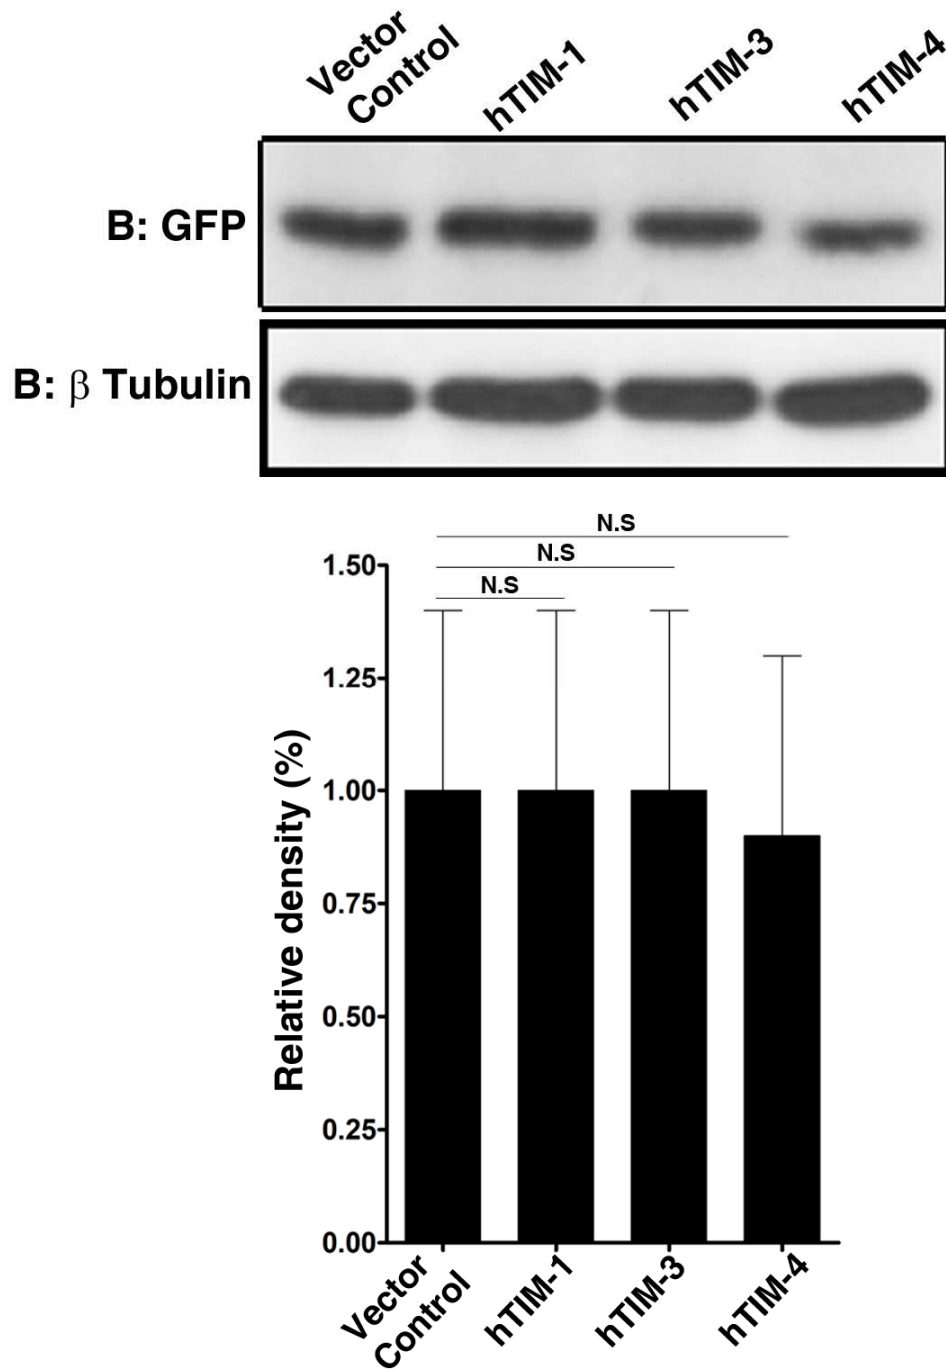 Vector
Control
hTIM-1
hTIM-3
hTIM-4
B: GFP
B: β Tubulin
N.S
N.S
N.S
1.50
1.25
1.00
0.75
0.50
0.25
0.00
Relative density (%)
Vector
Control
hTIM-1
hTIM-3
hTIM-4